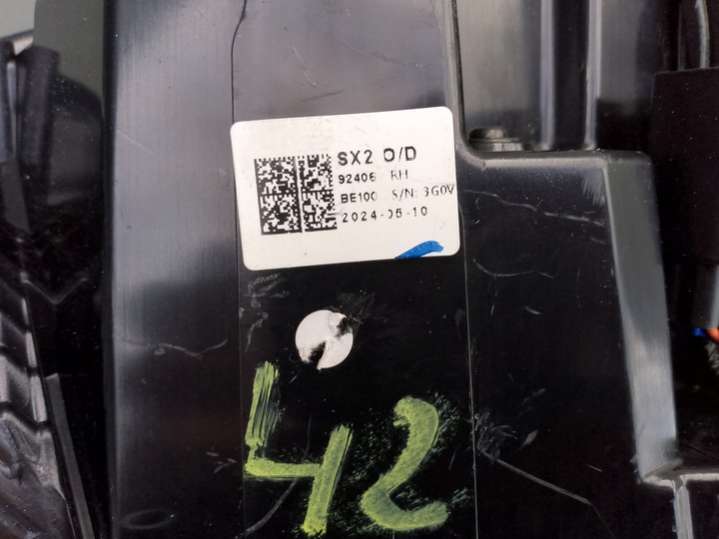 SX2 O/D
92406 RH
BE100 S/N: 3G0V
2024-05-10
42